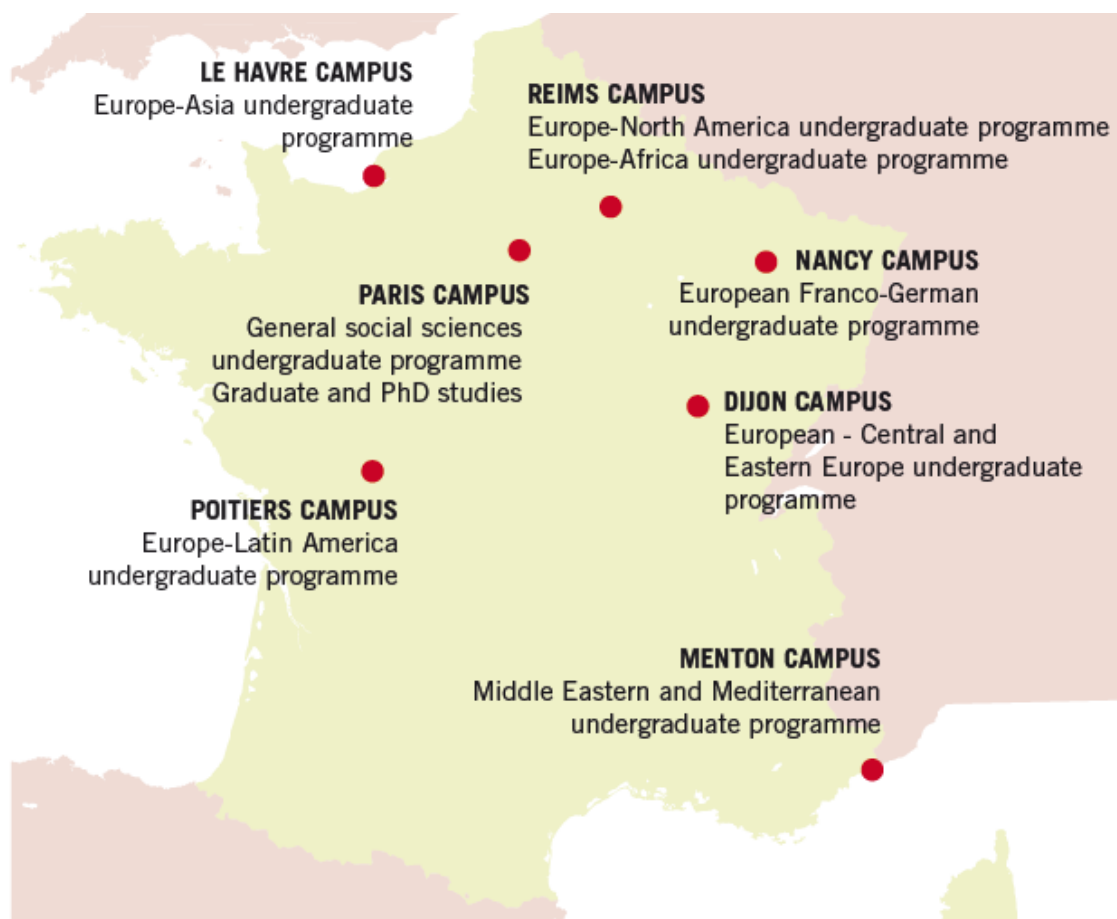 LE HAVRE CAMPUS
Europe-Asia undergraduate
programme
REIMS CAMPUS
Europe-North America undergraduate programme
Europe-Africa undergraduate programme
NANCY CAMPUS
European Franco-German
undergraduate programme
PARIS CAMPUS
General social sciences
undergraduate programme
Graduate and PhD studies
DIJON CAMPUS
European - Central and
Eastern Europe undergraduate
programme
POITIERS CAMPUS
Europe-Latin America
undergraduate programme
MENTON CAMPUS
Middle Eastern and Mediterranean
undergraduate programme